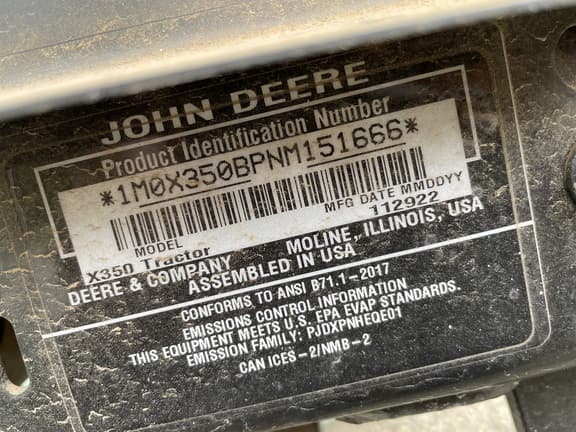 JOHN DEERE
Product Identification Number
*1M0X350BPNM151666*
MODEL MFG DATE MMDDYY
X350 Tractor 112922
DEERE & COMPANY MOLINE, ILLINOIS, USA
ASSEMBLED IN USA
CONFORMS TO ANSI B71.1-2017
EMISSIONS CONTROL INFORMATION
THIS EQUIPMENT MEETS U.S. EPA EVAP STANDARDS.
EMISSION FAMILY: PJDXPNHEQE01
CAN ICES-2/NMB-2